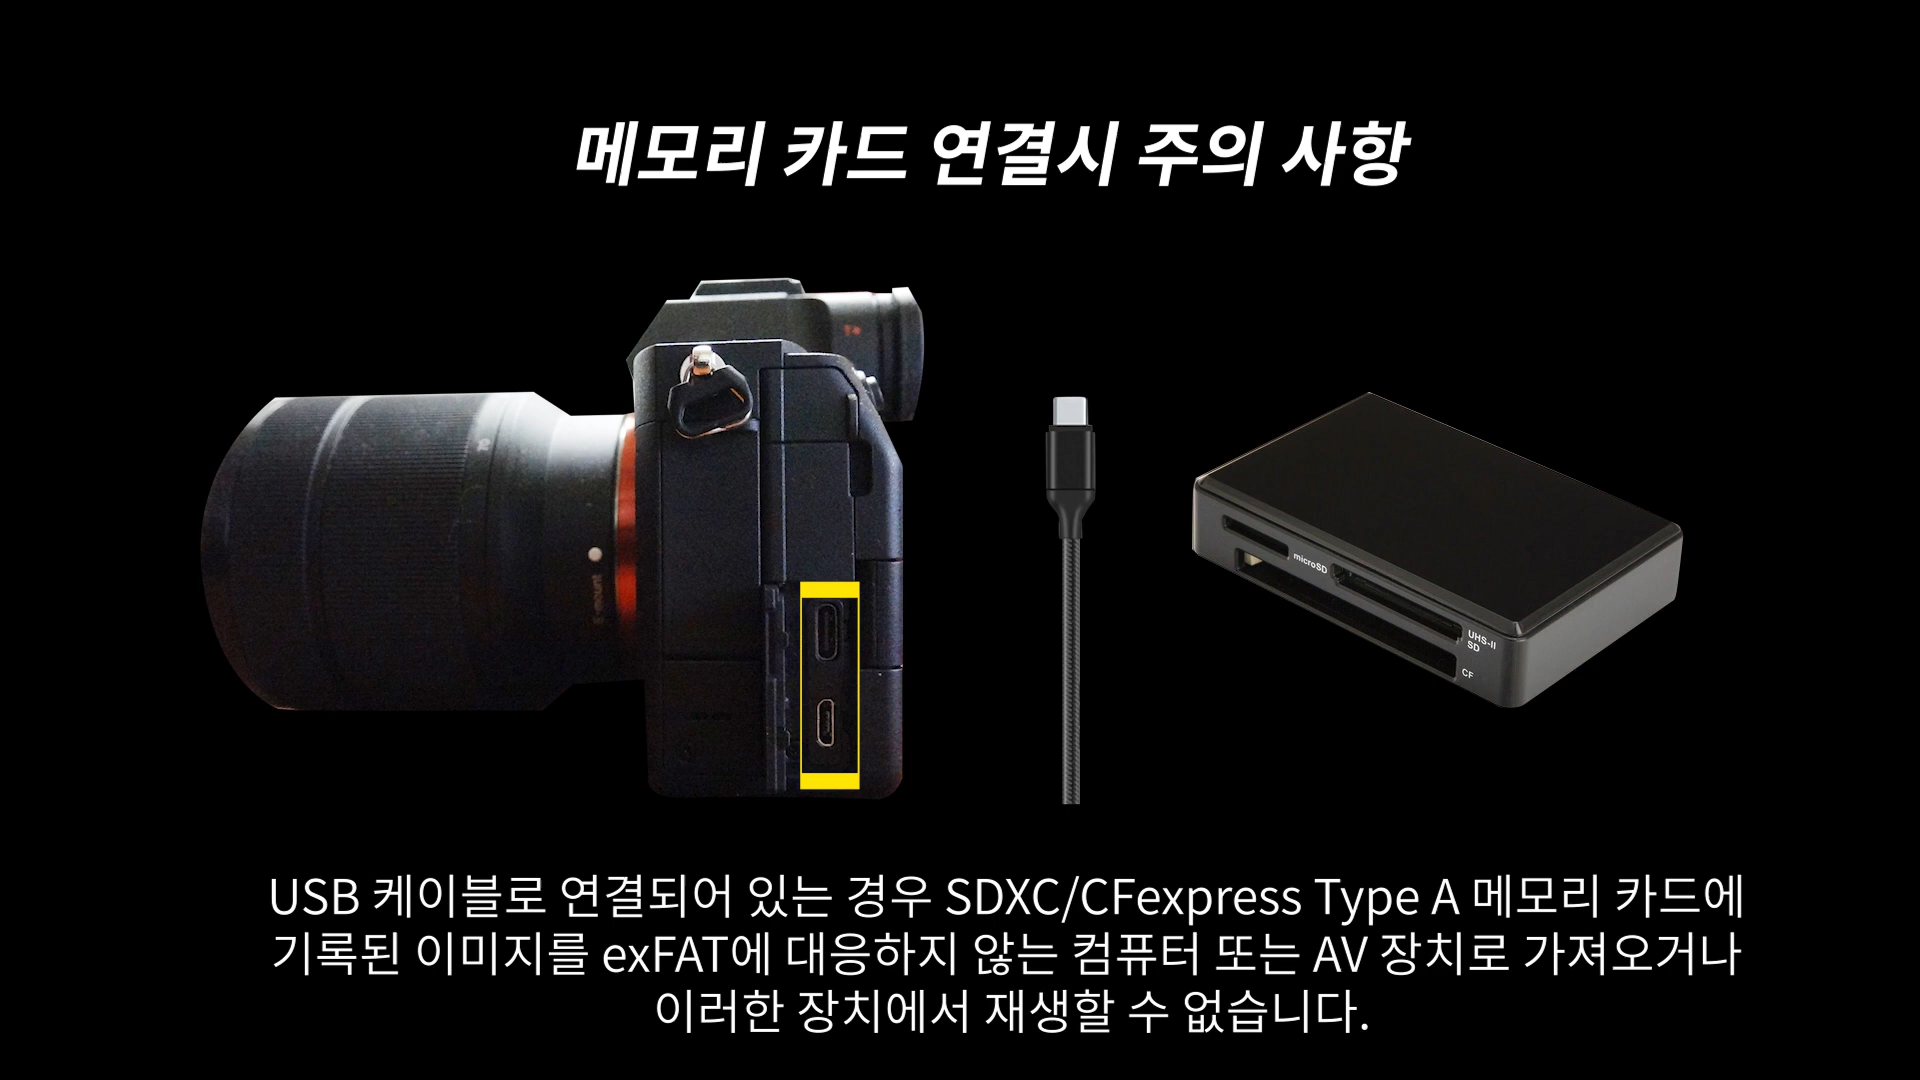 메모리 카드 연결시 주의 사항
T*
70
E-mount
microSD
UHS-II
SD
CF
USB 케이블로 연결되어 있는 경우 SDXC/CFexpress Type A 메모리 카드에
기록된 이미지를 exFAT에 대응하지 않는 컴퓨터 또는 AV 장치로 가져오거나
이러한 장치에서 재생할 수 없습니다.